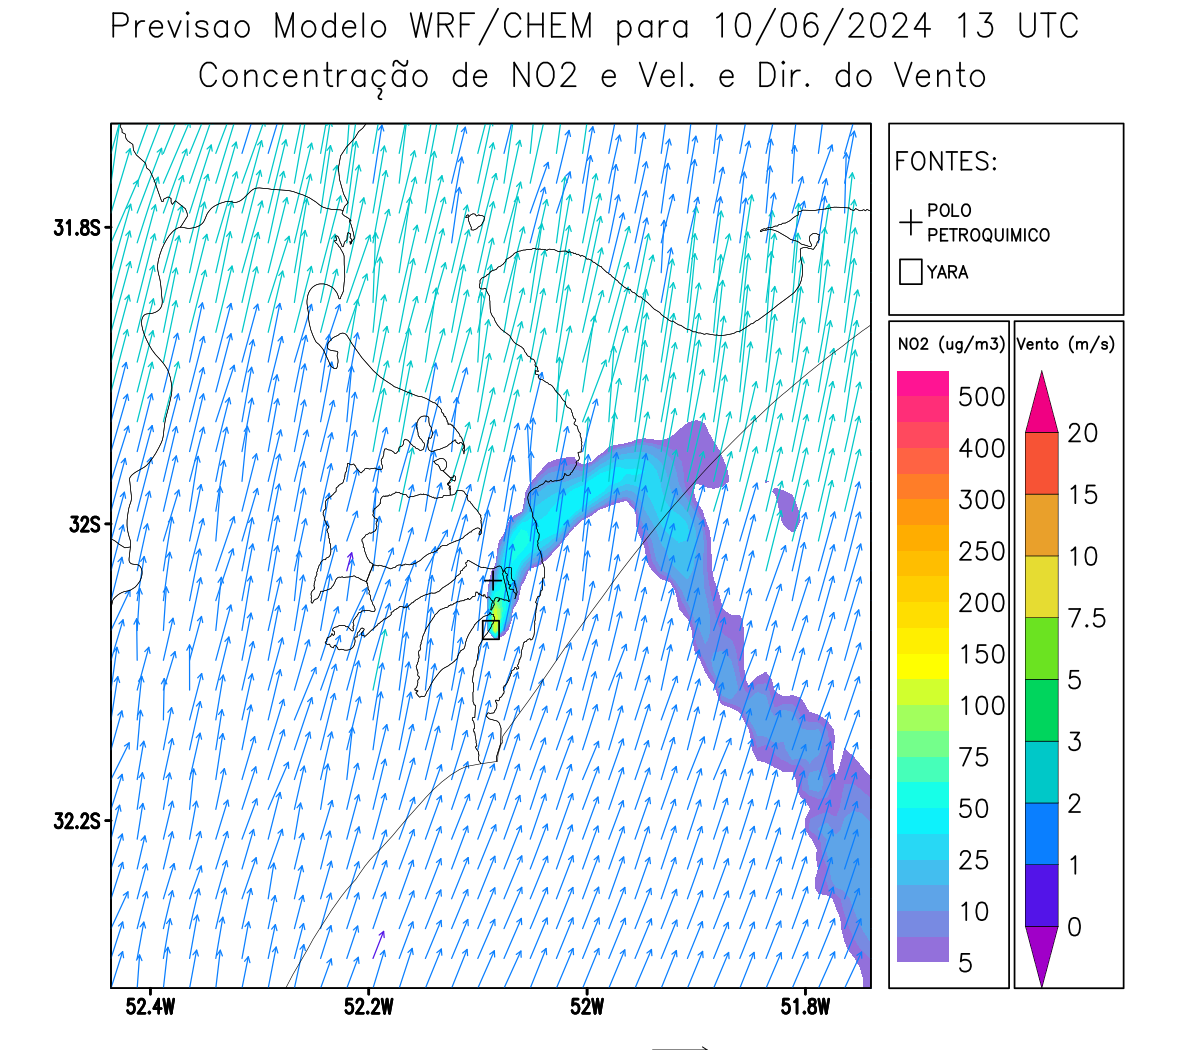 Previsao Modelo WRF/CHEM para 10/06/2024 13 UTC
Concentração de NO2 e Vel. e Dir. do Vento
FONTES:
POLO
PETROQUIMICO
YARA
NO2 (ug/m3)
500
400
300
250
200
150
100
75
50
25
10
5
Vento (m/s)
20
15
10
7.5
5
3
2
1
0
31.8S
32S
32.2S
52.4W
52.2W
52W
51.8W